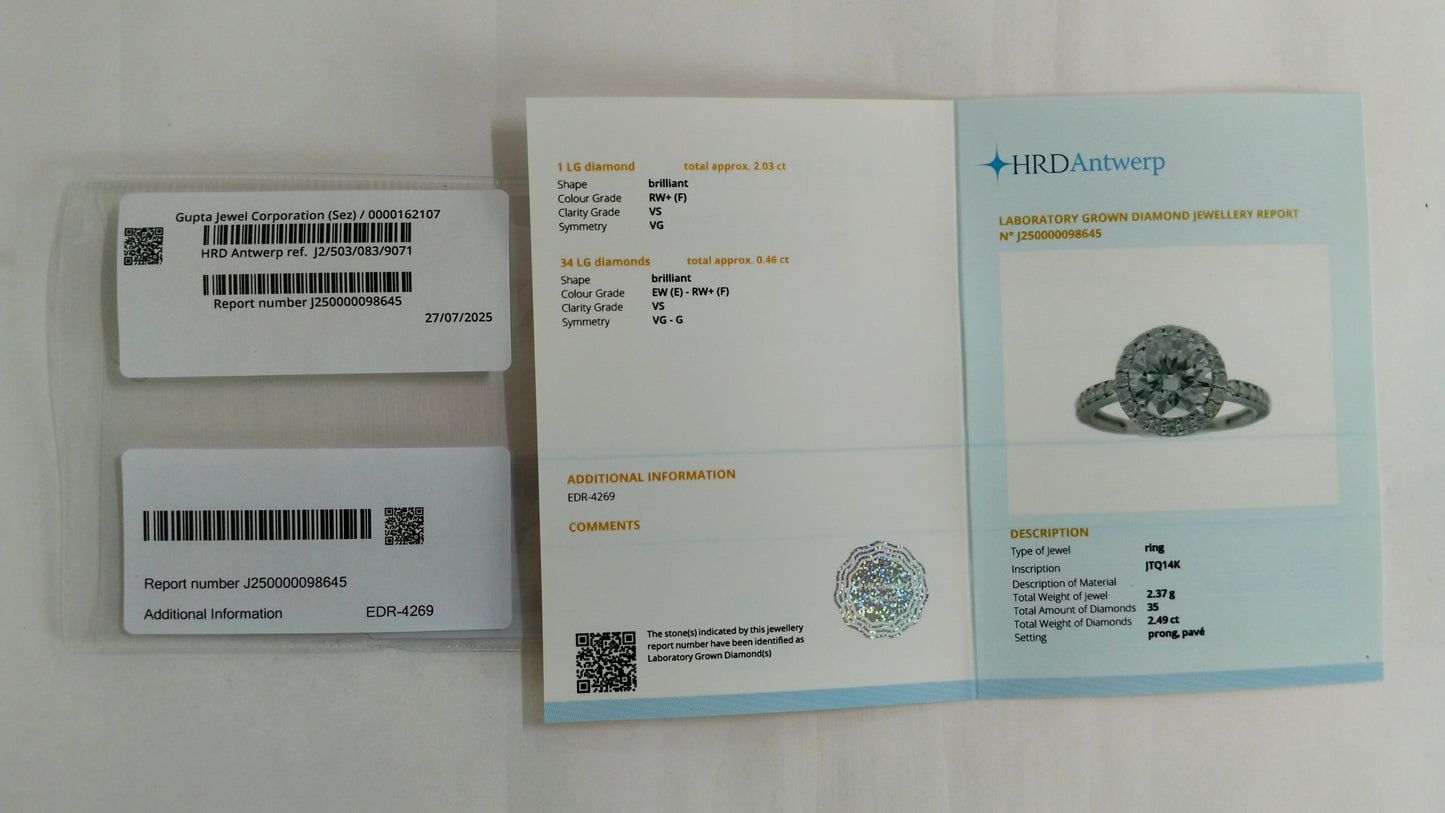 Gupta Jewel Corporation (Sez) / 0000162107
HRD Antwerp ref. J2/503/083/9071
Report number J250000098645
27/07/2025
Report number J250000098645
Additional Information EDR-4269
1 LG diamond total approx. 2.03 ct
Shape brilliant
Colour Grade RW+ (F)
Clarity Grade VS
Symmetry VG
34 LG diamonds total approx. 0.46 ct
Shape brilliant
Colour Grade EW (E) - RW+ (F)
Clarity Grade VS
Symmetry VG - G
ADDITIONAL INFORMATION
EDR-4269
COMMENTS
The stone(s) indicated by this jewellery
report number have been identified as
Laboratory Grown Diamond(s)
HRDAntwerp
LABORATORY GROWN DIAMOND JEWELLERY REPORT
N° J250000098645
DESCRIPTION
Type of Jewel ring
Inscription JTQ14K
Description of Material
Total Weight of Jewel 2.37 g
Total Amount of Diamonds 35
Total Weight of Diamonds 2.49 ct
Setting prong, pavé